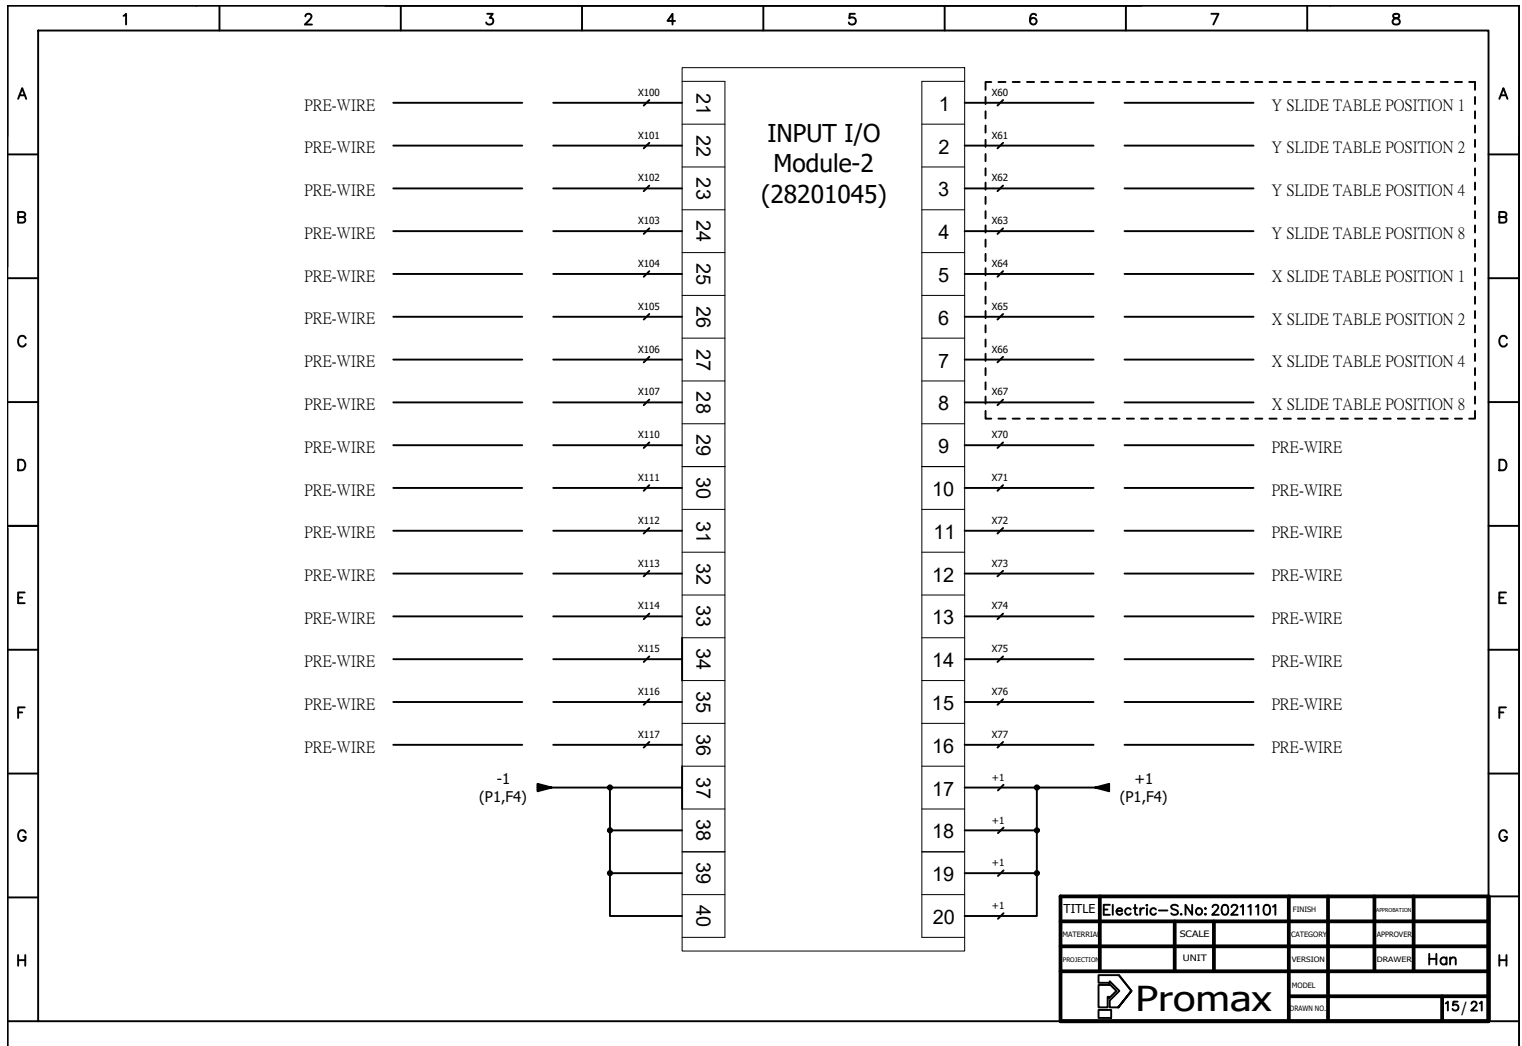 1 2 3 4 5 6 7 8
A A
B B
C C
D D
E E
F F
G G
H H
INPUT I/O
Module-2
(28201045)
PRE-WIRE X100 21 1 X60 Y SLIDE TABLE POSITION 1
PRE-WIRE X101 22 2 X61 Y SLIDE TABLE POSITION 2
PRE-WIRE X102 23 3 X62 Y SLIDE TABLE POSITION 4
PRE-WIRE X103 24 4 X63 Y SLIDE TABLE POSITION 8
PRE-WIRE X104 25 5 X64 X SLIDE TABLE POSITION 1
PRE-WIRE X105 26 6 X65 X SLIDE TABLE POSITION 2
PRE-WIRE X106 27 7 X66 X SLIDE TABLE POSITION 4
PRE-WIRE X107 28 8 X67 X SLIDE TABLE POSITION 8
PRE-WIRE X110 29 9 X70 PRE-WIRE
PRE-WIRE X111 30 10 X71 PRE-WIRE
PRE-WIRE X112 31 11 X72 PRE-WIRE
PRE-WIRE X113 32 12 X73 PRE-WIRE
PRE-WIRE X114 33 13 X74 PRE-WIRE
PRE-WIRE X115 34 14 X75 PRE-WIRE
PRE-WIRE X116 35 15 X76 PRE-WIRE
PRE-WIRE X117 36 16 X77 PRE-WIRE
-1 37 17 +1 +1
(P1,F4) (P1,F4)
38 18 +1
39 19 +1
40 20 +1
TITLE Electric-S.No: 20211101 FINISH APPROBATION
MATERRIA SCALE CATEGORY APPROVER
PROJECTION UNIT VERSION DRAWER Han
Promax MODEL
DRAWN NO. 15/21